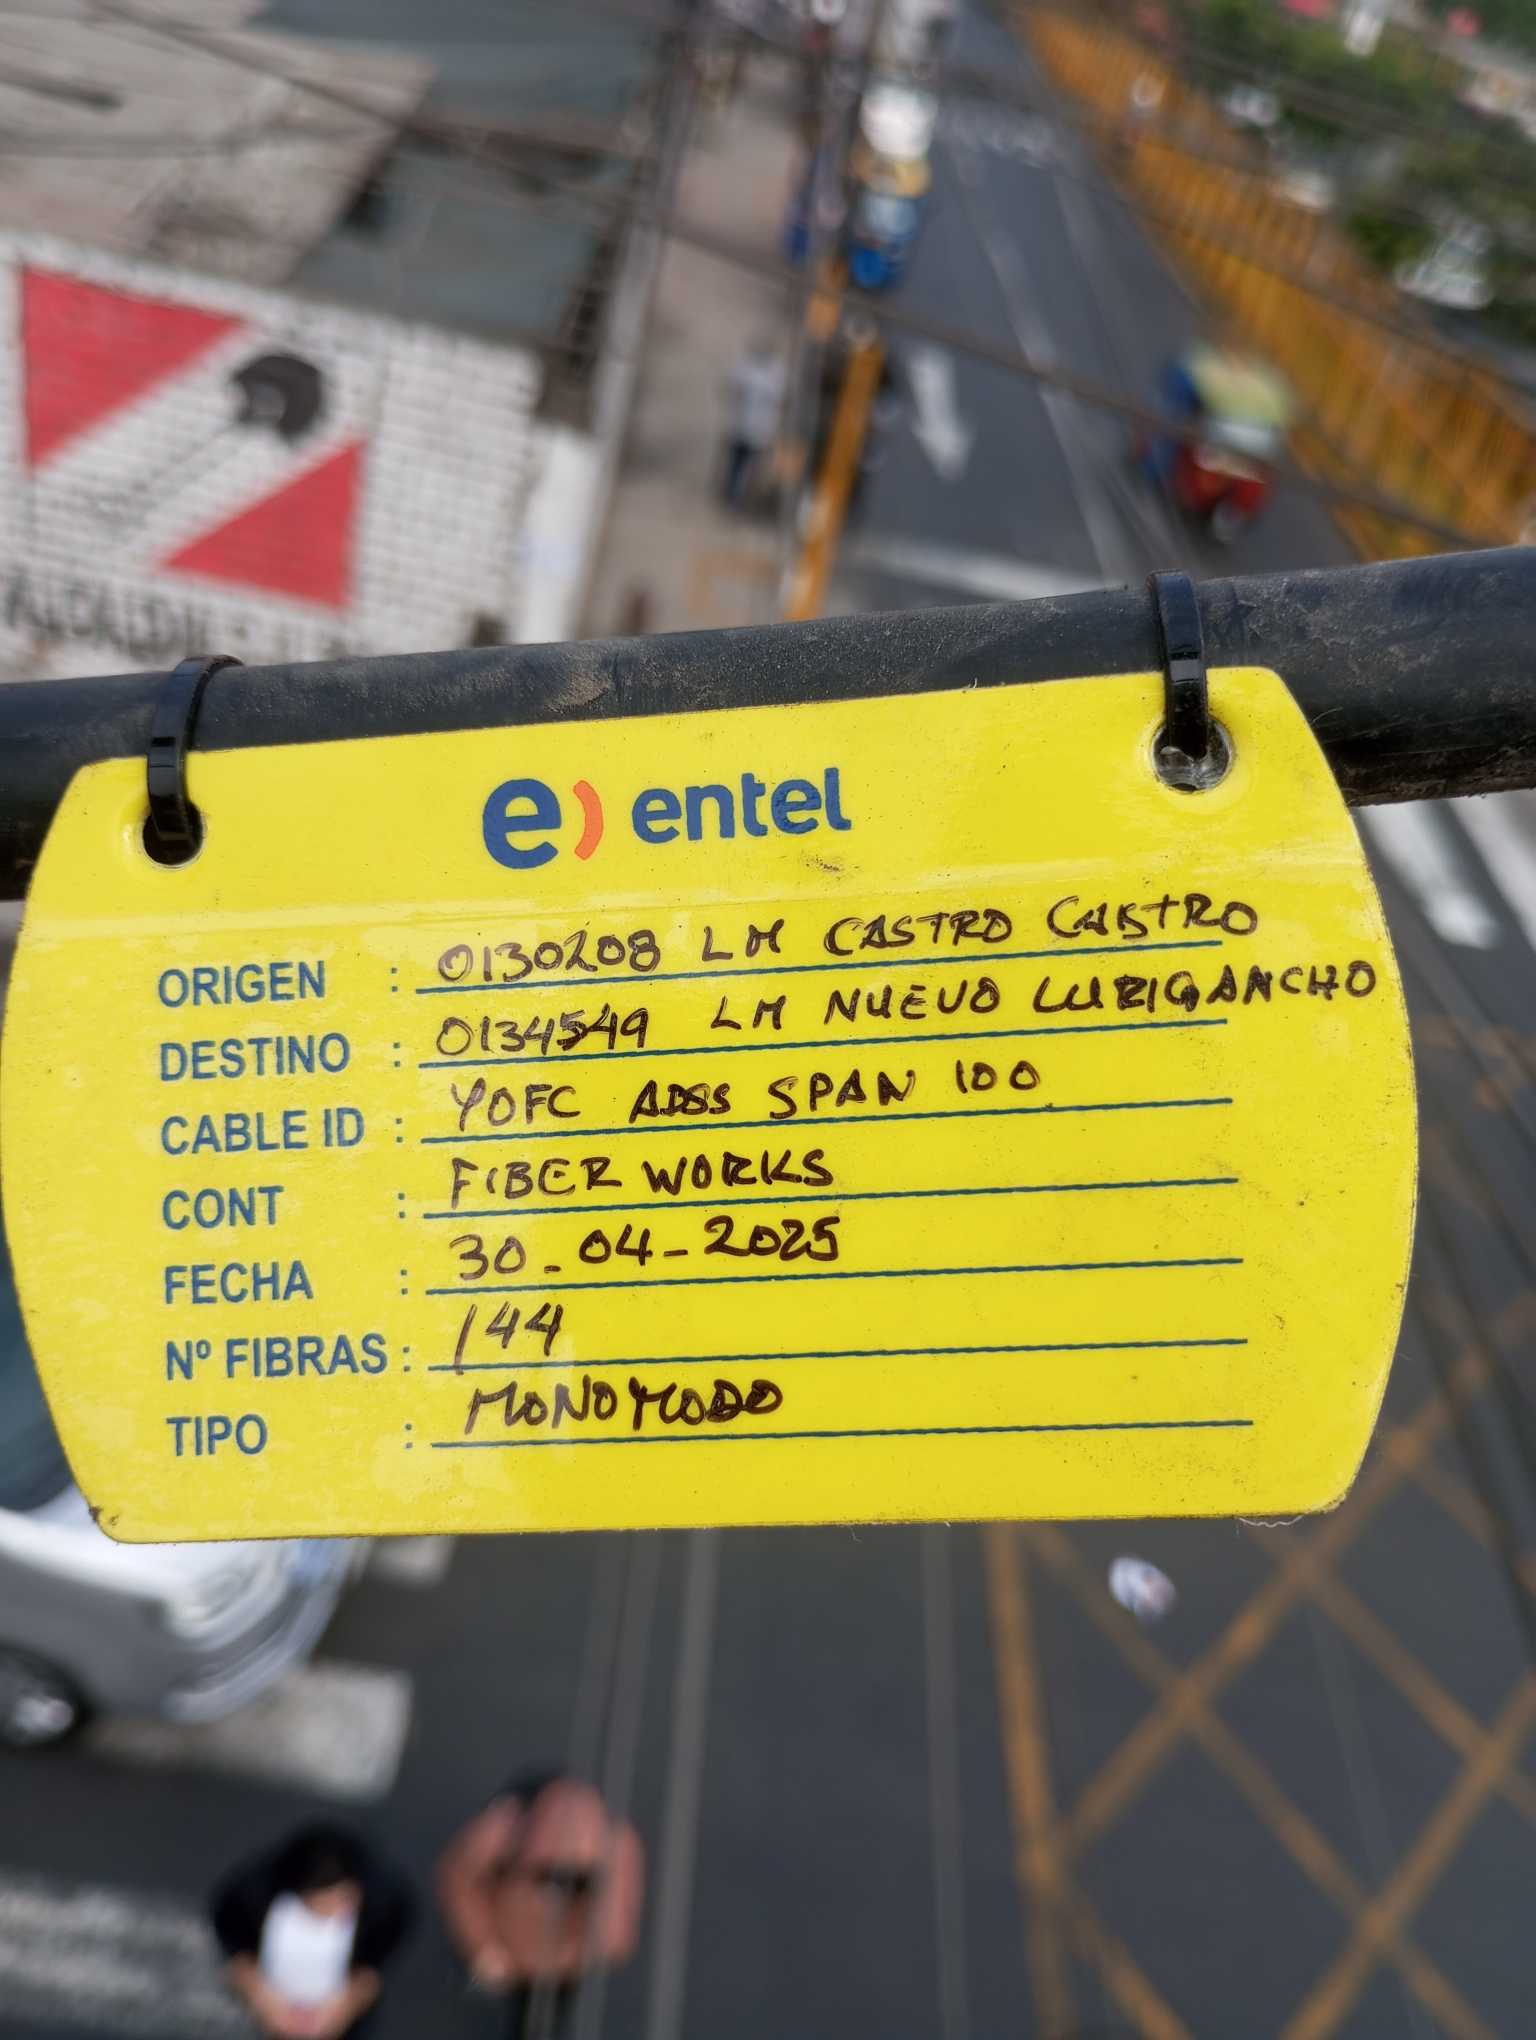 e) entel
ORIGEN : 0130208 LM CASTRO CASTRO
DESTINO : 0134549 LM NUEVO LURIGANCHO
CABLE ID : YOFC ADSS SPAN 100
CONT : FIBER WORKS
FECHA : 30-04-2025
Nº FIBRAS : 144
TIPO : MONOMODO